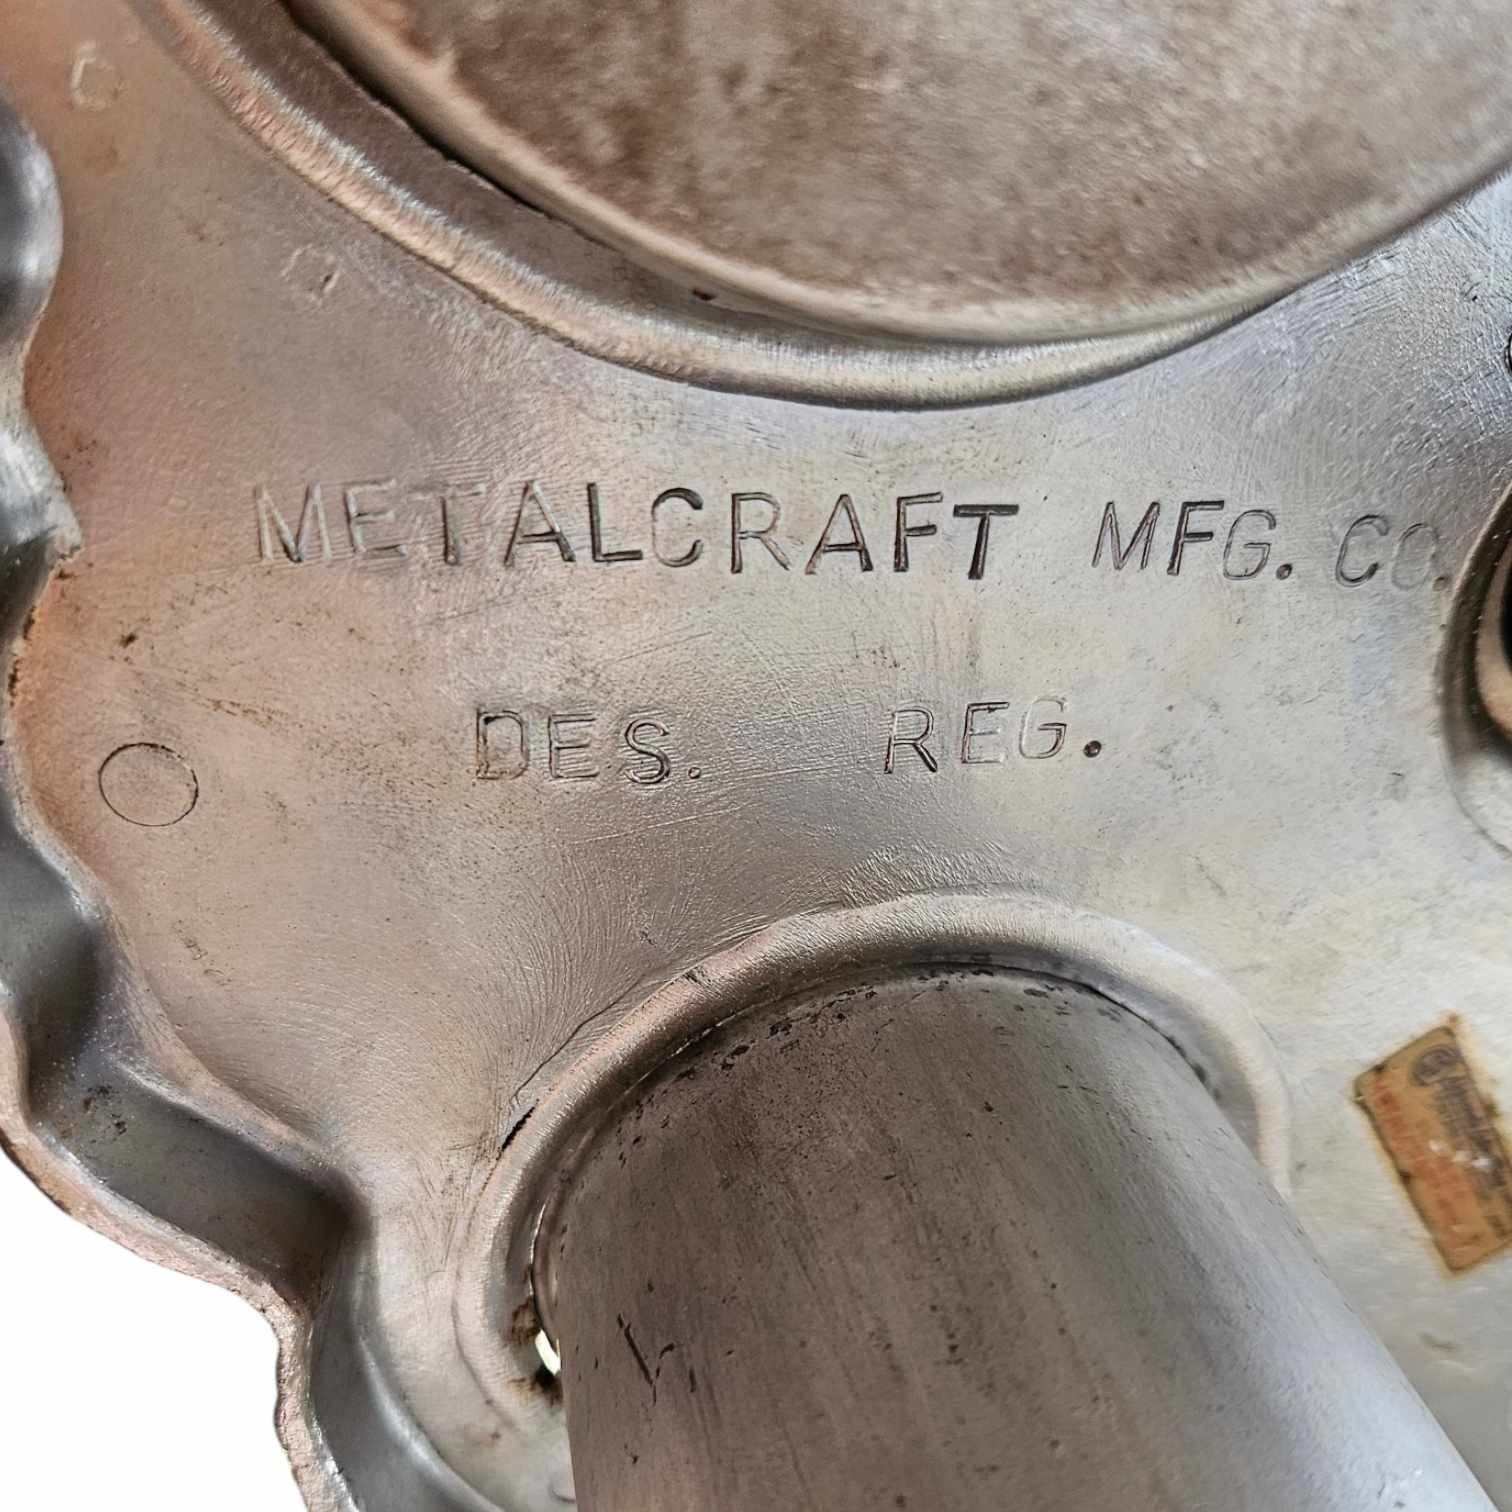 METALCRAFT MFG. CO.
DES. REG.